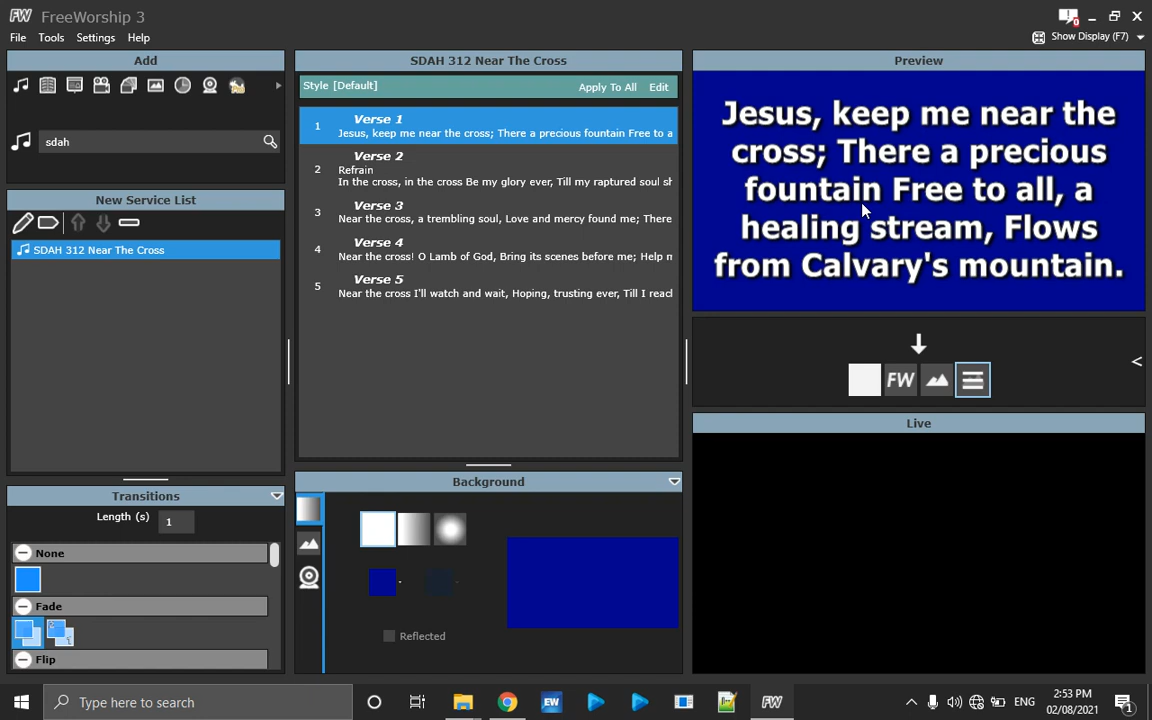 FW FreeWorship 3
File Tools Settings Help
Show Display (F7)
Add
sdah
New Service List
SDAH 312 Near The Cross
Transitions
Length (s) 1
None
Fade
Flip
SDAH 312 Near The Cross
Style [Default] Apply To All Edit
1 Verse 1
Jesus, keep me near the cross; There a precious fountain Free to a
2 Verse 2
Refrain
In the cross, in the cross Be my glory ever, Till my raptured soul sh
3 Verse 3
Near the cross, a trembling soul, Love and mercy found me; There
4 Verse 4
Near the cross! O Lamb of God, Bring its scenes before me; Help m
5 Verse 5
Near the cross I'll watch and wait, Hoping, trusting ever, Till I reach
Background
Reflected
Preview
Jesus, keep me near the
cross; There a precious
fountain Free to all, a
healing stream, Flows
from Calvary's mountain.
FW
<
Live
Type here to search
EW
FW
ENG
2:53 PM
02/08/2021
1